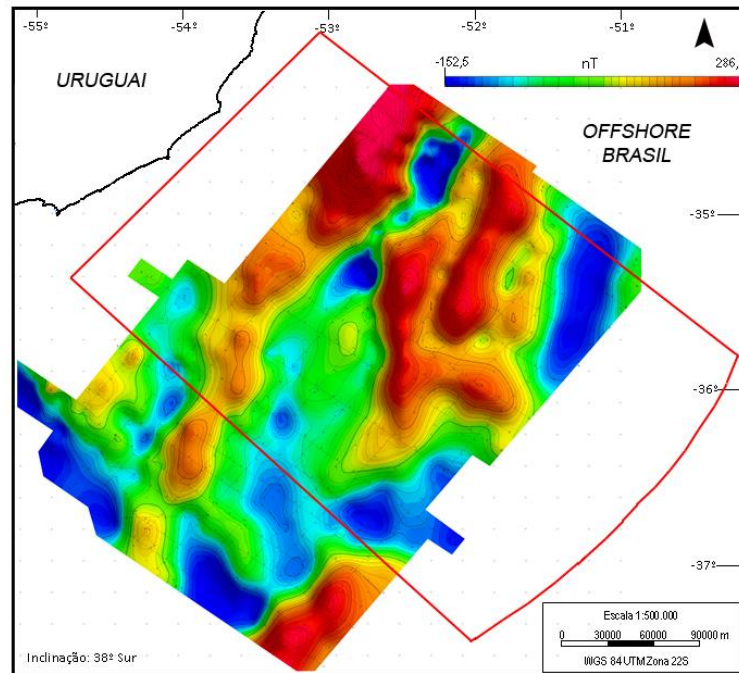 -55º -54º -53º -52º -51º
-152,5 nT 286,
URUGUAI
OFFSHORE
BRASIL
-35º
-36º
-37º
Escala 1:500.000
0 30000 60000 90000 m
WGS 84 UTM Zona 22S
Inclinação: 38º Sur